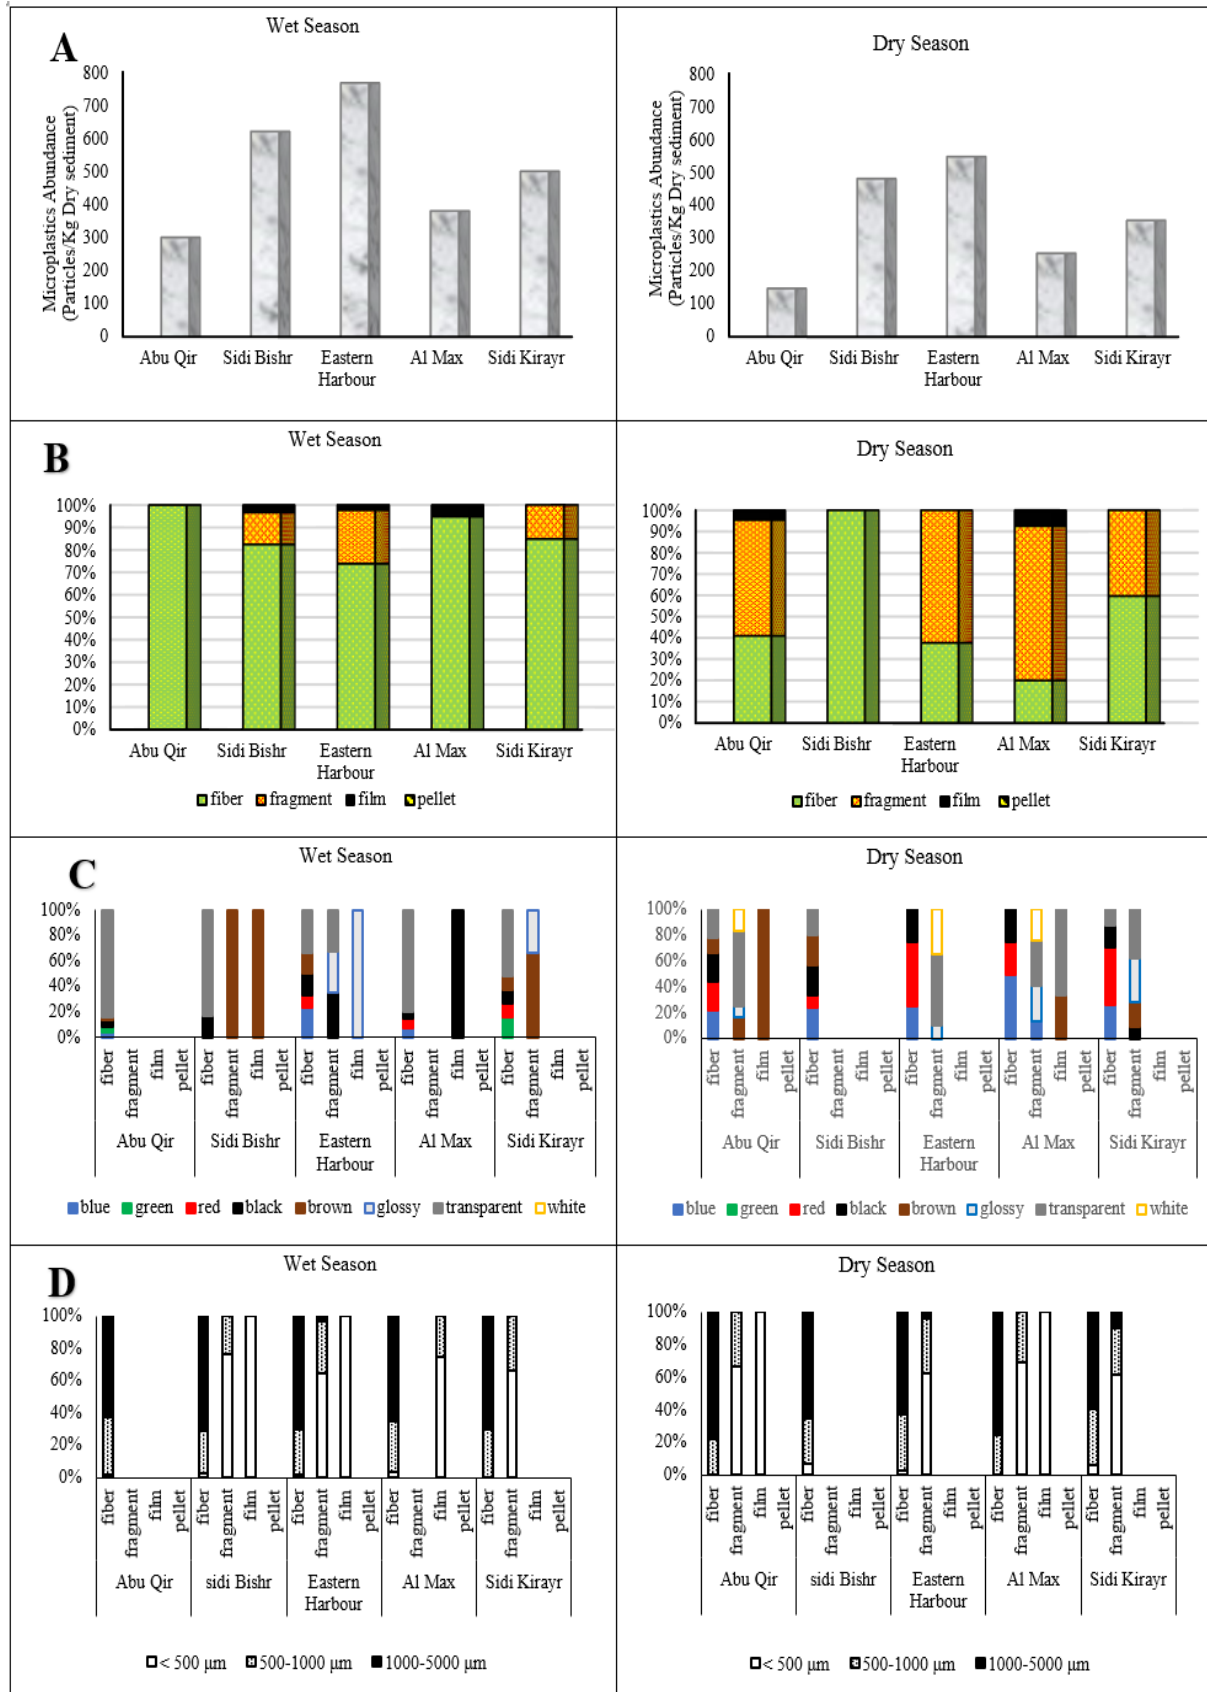 A
Wet Season
Microplastics Abundance
(Particles/Kg Dry sediment)
800
700
600
500
400
300
200
100
0
Abu Qir
Sidi Bishr
Eastern
Harbour
Al Max
Sidi Kirayr
Dry Season
Microplastics Abundance
(Particles/Kg Dry sediment)
800
700
600
500
400
300
200
100
0
Abu Qir
Sidi Bishr
Eastern
Harbour
Al Max
Sidi Kirayr
B
Wet Season
100%
90%
80%
70%
60%
50%
40%
30%
20%
10%
0%
Abu Qir
Sidi Bishr
Eastern
Harbour
Al Max
Sidi Kirayr
fiber fragment film pellet
Dry Season
100%
90%
80%
70%
60%
50%
40%
30%
20%
10%
0%
Abu Qir
Sidi Bishr
Eastern
Harbour
Al Max
Sidi Kirayr
fiber fragment film pellet
C
Wet Season
100%
80%
60%
40%
20%
0%
fiber
fragment
film
pellet
fiber
fragment
film
pellet
fiber
fragment
film
pellet
fiber
fragment
film
pellet
fiber
fragment
film
pellet
Abu Qir
Sidi Bishr
Eastern
Harbour
Al Max
Sidi Kirayr
blue green red black brown glossy transparent white
Dry Season
100%
80%
60%
40%
20%
0%
fiber
fragment
film
pellet
fiber
fragment
film
pellet
fiber
fragment
film
pellet
fiber
fragment
film
pellet
fiber
fragment
film
pellet
Abu Qir
Sidi Bishr
Eastern
Harbour
Al Max
Sidi Kirayr
blue green red black brown glossy transparent white
D
Wet Season
100%
80%
60%
40%
20%
0%
fiber
fragment
film
pellet
fiber
fragment
film
pellet
fiber
fragment
film
pellet
fiber
fragment
film
pellet
fiber
fragment
film
pellet
Abu Qir
sidi Bishr
Eastern
Harbour
Al Max
Sidi Kirayr
< 500 μm 500-1000 μm 1000-5000 μm
Dry Season
100%
80%
60%
40%
20%
0%
fiber
fragment
film
pellet
fiber
fragment
film
pellet
fiber
fragment
film
pellet
fiber
fragment
film
pellet
fiber
fragment
film
pellet
Abu Qir
sidi Bishr
Eastern
Harbour
Al Max
Sidi Kirayr
< 500 μm 500-1000 μm 1000-5000 μm